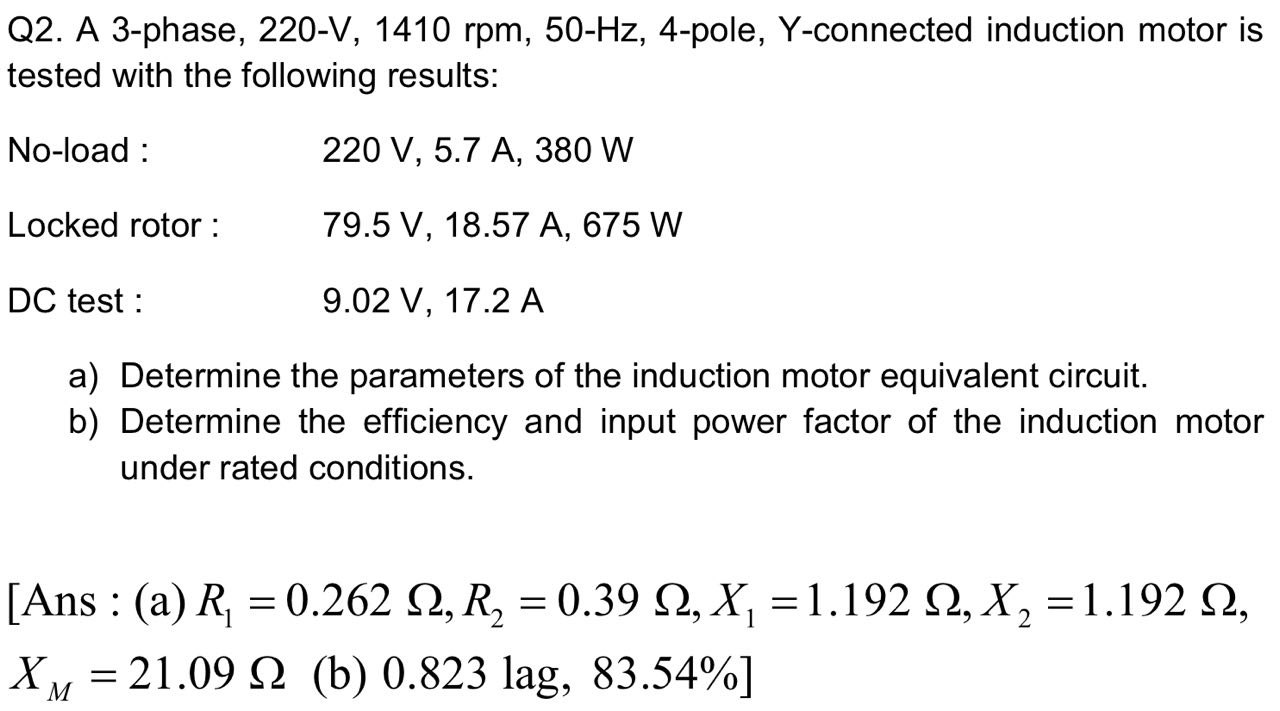 Q2. A 3-phase, 220-V, 1410 rpm, 50-Hz, 4-pole, Y-connected induction motor is
tested with the following results:
No-load : 220 V, 5.7 A, 380 W
Locked rotor : 79.5 V, 18.57 A, 675 W
DC test : 9.02 V, 17.2 A
a) Determine the parameters of the induction motor equivalent circuit.
b) Determine the efficiency and input power factor of the induction motor
under rated conditions.
[Ans : (a) R₁ = 0.262 Ω, R₂ = 0.39 Ω, X₁ = 1.192 Ω, X₂ = 1.192 Ω,
X_M = 21.09 Ω (b) 0.823 lag, 83.54%]